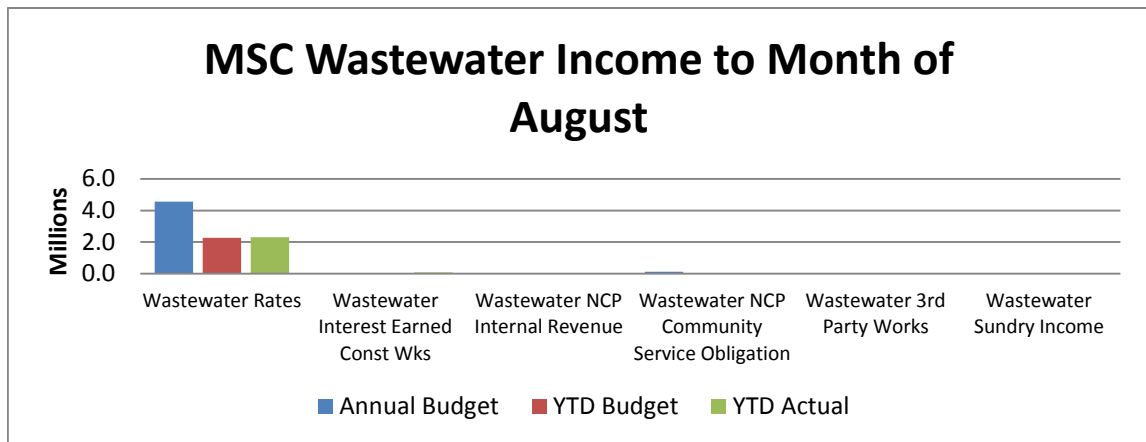 MSC Wastewater Income to Month of
August
Millions
6.0
4.0
2.0
0.0
Wastewater Rates
Wastewater
Interest Earned
Const Wks
Wastewater NCP
Internal Revenue
Wastewater NCP
Community
Service Obligation
Wastewater 3rd
Party Works
Wastewater
Sundry Income
Annual Budget
YTD Budget
YTD Actual